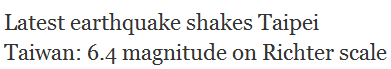 Latest earthquake shakes Taipei
Taiwan: 6.4 magnitude on Richter scale